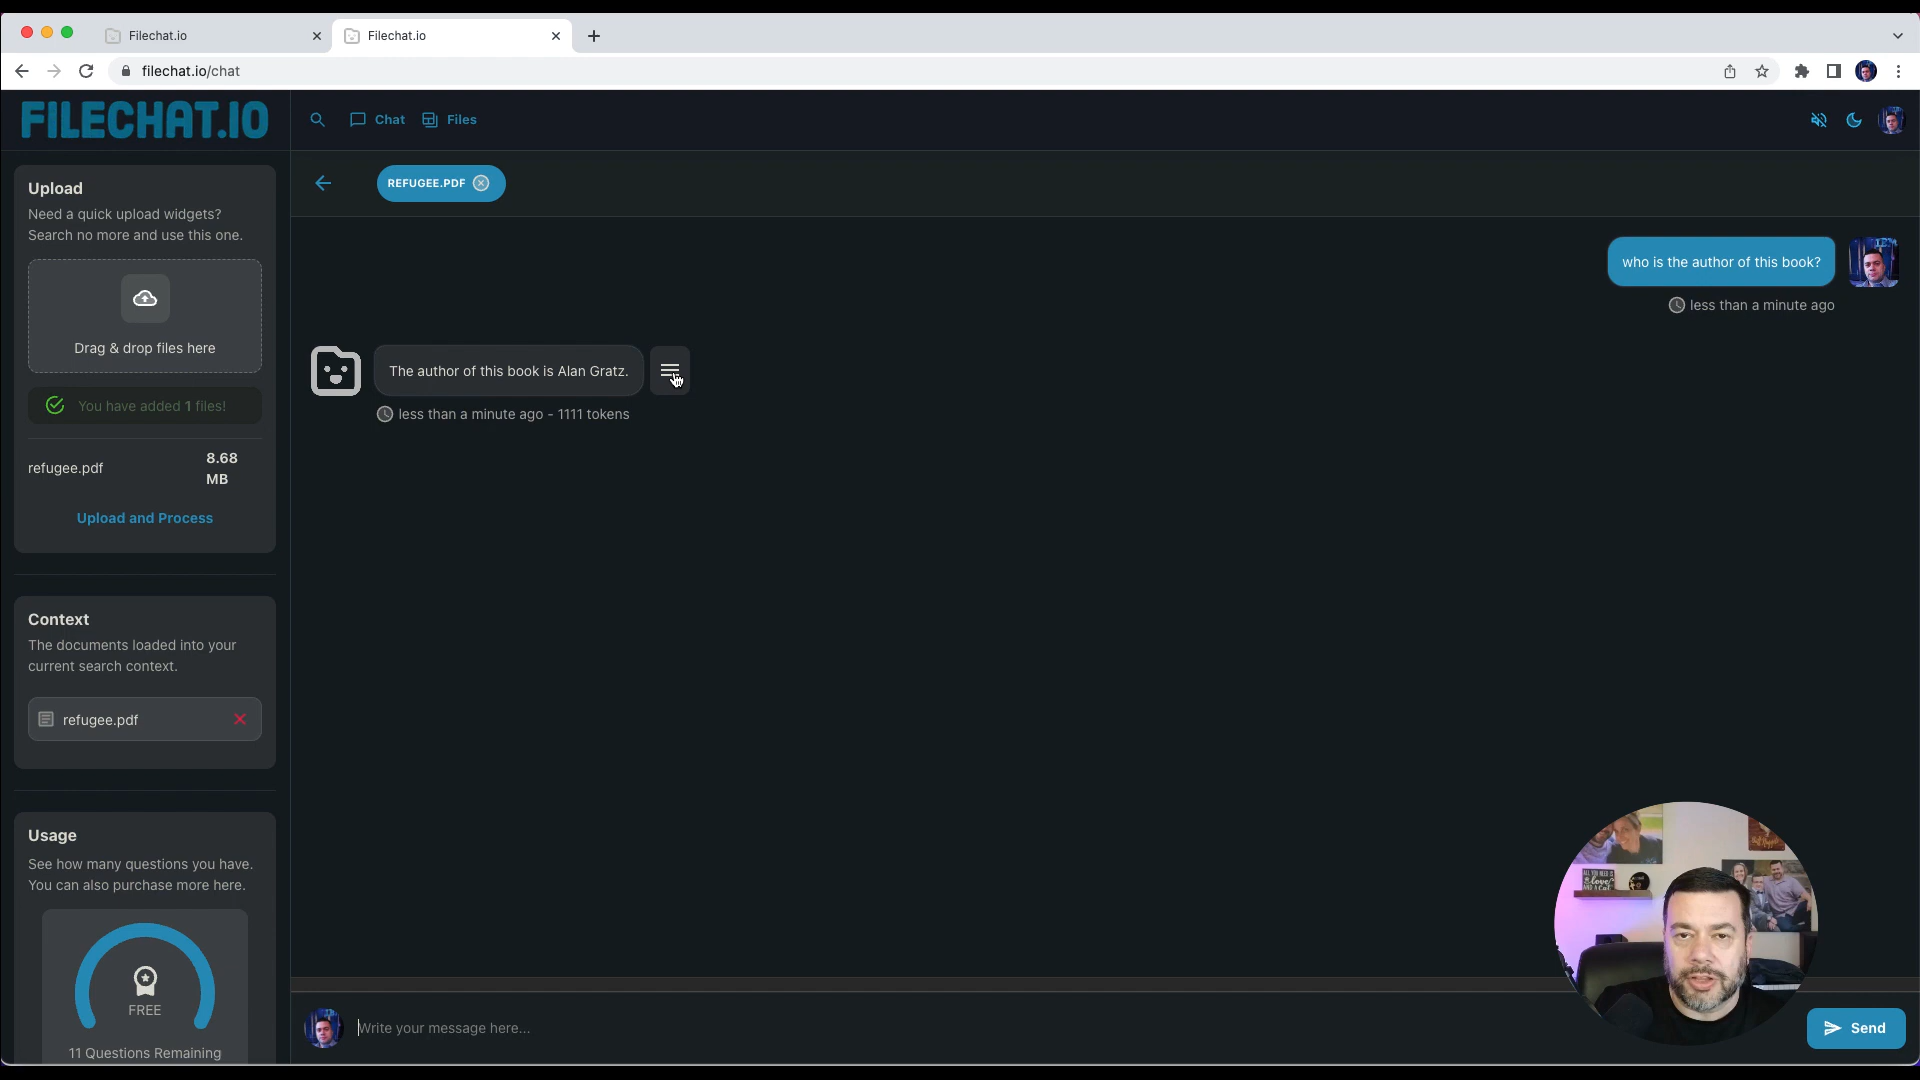 Filechat.io
Filechat.io
filechat.io/chat
FILECHAT.IO
Chat
Files
Upload
Need a quick upload widgets?
Search no more and use this one.
Drag & drop files here
You have added 1 files!
refugee.pdf
8.68
MB
Upload and Process
Context
The documents loaded into your
current search context.
refugee.pdf
Usage
See how many questions you have.
You can also purchase more here.
FREE
11 Questions Remaining
REFUGEE.PDF
who is the author of this book?
less than a minute ago
The author of this book is Alan Gratz.
less than a minute ago - 1111 tokens
Write your message here...
Send